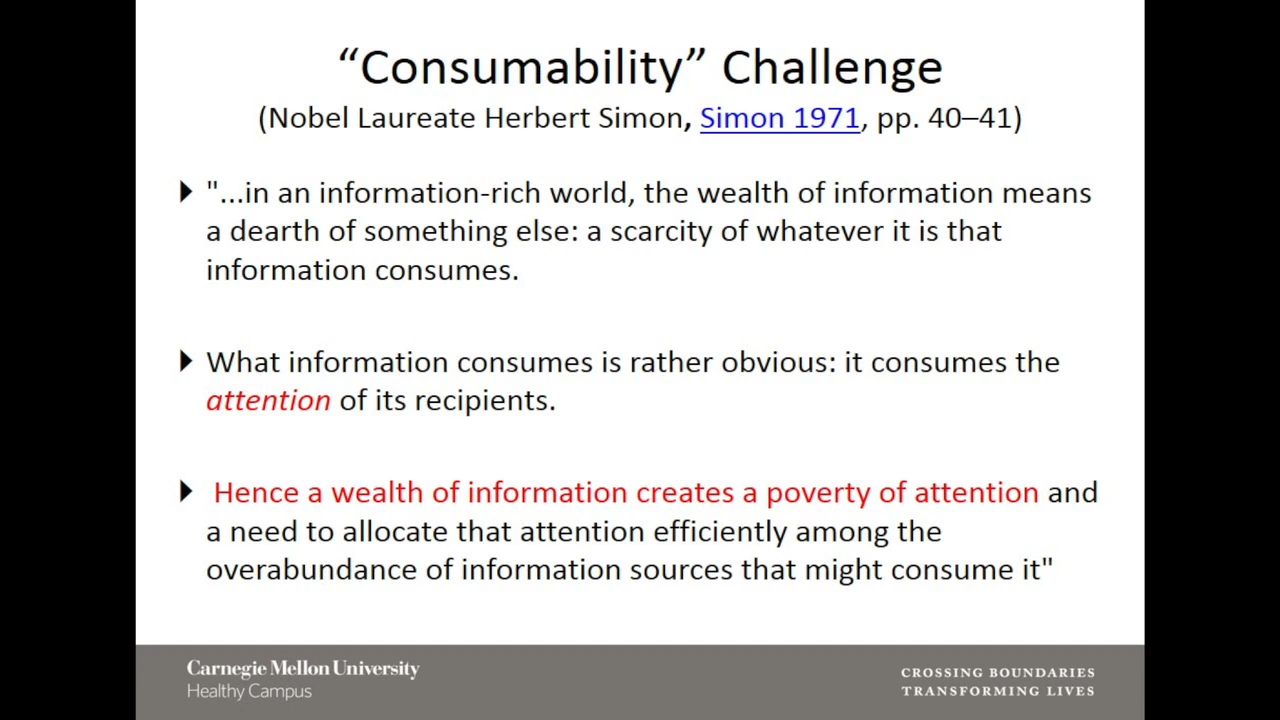 “Consumability” Challenge
(Nobel Laureate Herbert Simon, Simon 1971, pp. 40–41)
"...in an information-rich world, the wealth of information means
a dearth of something else: a scarcity of whatever it is that
information consumes.
What information consumes is rather obvious: it consumes the
attention of its recipients.
Hence a wealth of information creates a poverty of attention and
a need to allocate that attention efficiently among the
overabundance of information sources that might consume it"
Carnegie Mellon University
Healthy Campus
CROSSING BOUNDARIES
TRANSFORMING LIVES